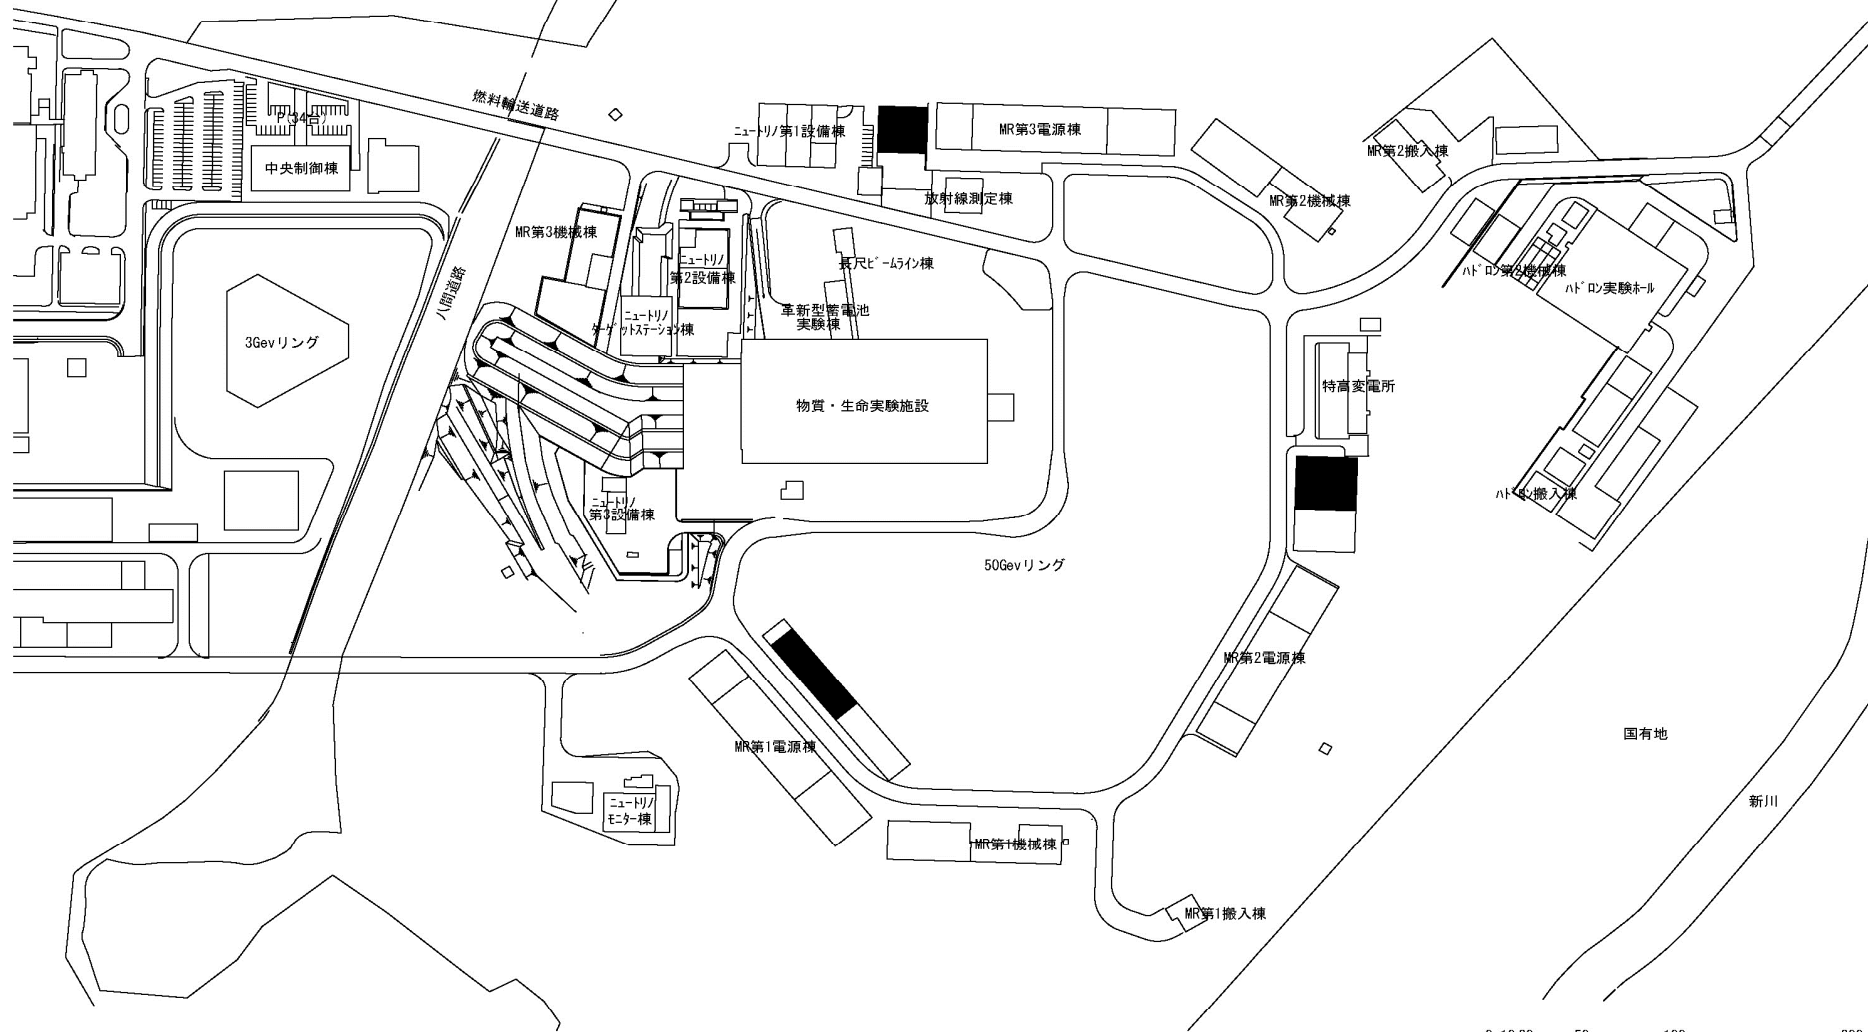 燃料輸送道路
P(34台)
中央制御棟
ニュートリノ第1設備棟
MR第3電源棟
MR第2搬入棟
放射線測定棟
MR第2機械棟
MR第3機械棟
ニュートリノ
第2設備棟
長尺ビームライン棟
ハドロン第2機械棟
ハドロン実験ホール
八間道路
ニュートリノ
ターゲットステーション棟
革新型蓄電池
実験棟
3Gevリング
特高変電所
物質・生命実験施設
ハドロン搬入棟
ニュートリノ
第3設備棟
50Gevリング
MR第2電源棟
国有地
MR第1電源棟
新川
ニュートリノ
モニター棟
MR第1機械棟
MR第1搬入棟